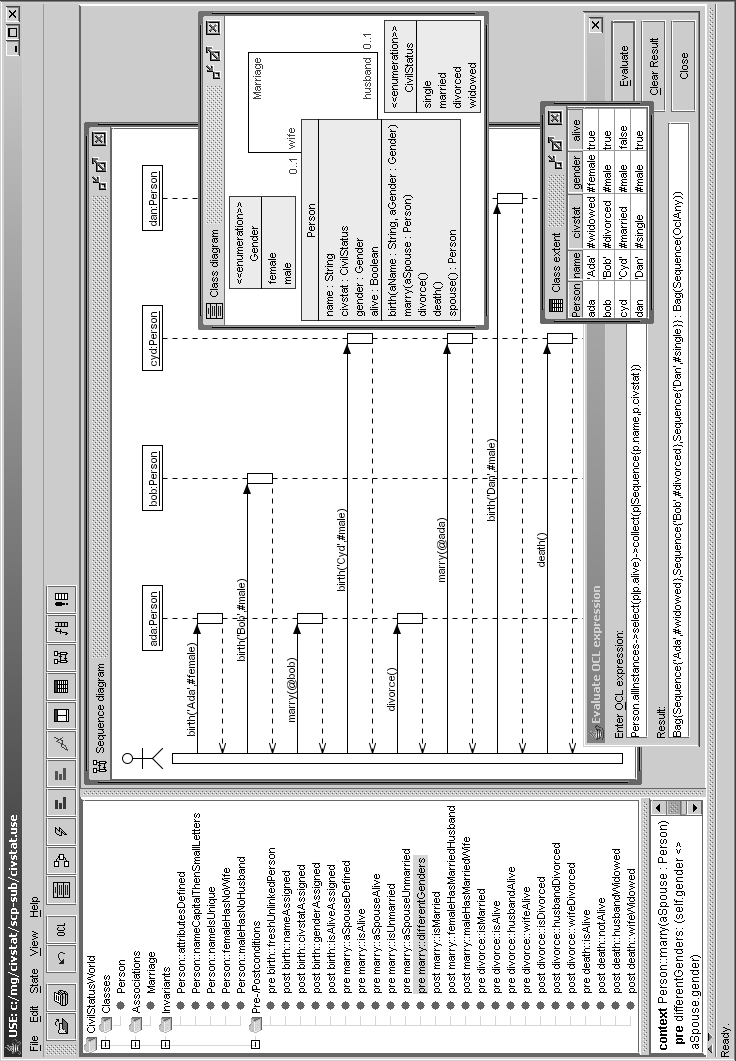 USE: c:/mg/civstat/scp-sub/civstat.use
File Edit State View Help
OCL
CivilStatusWorld
Classes
Person
Associations
Marriage
Invariants
Person::attributesDefined
Person::nameCapitalThenSmallLetters
Person::nameIsUnique
Person::femaleHasNoWife
Person::maleHasNoHusband
Pre-/Postconditions
pre birth::freshUnlinkedPerson
post birth::nameAssigned
post birth::civstatAssigned
post birth::genderAssigned
post birth::isAliveAssigned
pre marry::aSpouseDefined
pre marry::isAlive
pre marry::aSpouseAlive
pre marry::isUnmarried
pre marry::aSpouseUnmarried
pre marry::differentGenders
post marry::isMarried
post marry::femaleHasMarriedHusband
post marry::maleHasMarriedWife
pre divorce::isMarried
pre divorce::isAlive
pre divorce::husbandAlive
pre divorce::wifeAlive
post divorce::isDivorced
post divorce::husbandDivorced
post divorce::wifeDivorced
pre death::isAlive
post death::notAlive
post death::husbandWidowed
post death::wifeWidowed
context Person::marry(aSpouse : Person)
pre differentGenders: (self.gender <>
aSpouse.gender)
Ready.
Sequence diagram
ada:Person
bob:Person
cyd:Person
dan:Person
birth('Ada',#female)
birth('Bob',#male)
marry(@bob)
birth('Cyd',#male)
divorce()
marry(@ada)
birth('Dan',#male)
death()
Class diagram
<<enumeration>>
Gender
female
male
Marriage
0..1 wife
husband 0..1
Person
name : String
civstat : CivilStatus
gender : Gender
alive : Boolean
birth(aName : String, aGender : Gender)
marry(aSpouse : Person)
divorce()
death()
spouse() : Person
<<enumeration>>
CivilStatus
single
married
divorced
widowed
Class extent
Person name civstat gender alive
ada 'Ada' #widowed #female true
bob 'Bob' #divorced #male true
cyd 'Cyd' #married #male false
dan 'Dan' #single #male true
Evaluate OCL expression
Enter OCL expression:
Person.allInstances->select(p|p.alive)->collect(p|Sequence{p.name,p.civstat})
Result:
Bag{Sequence{'Ada',#widowed},Sequence{'Bob',#divorced},Sequence{'Dan',#single}} : Bag(Sequence(OclAny))
Evaluate
Clear Result
Close